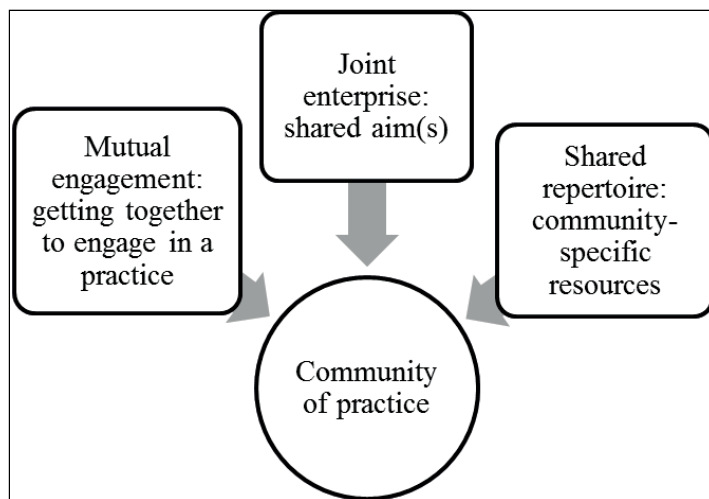 Joint
enterprise:
shared aim(s)
Mutual
engagement:
getting together
to engage in a
practice
Shared
repertoire:
community-
specific
resources
Community
of practice